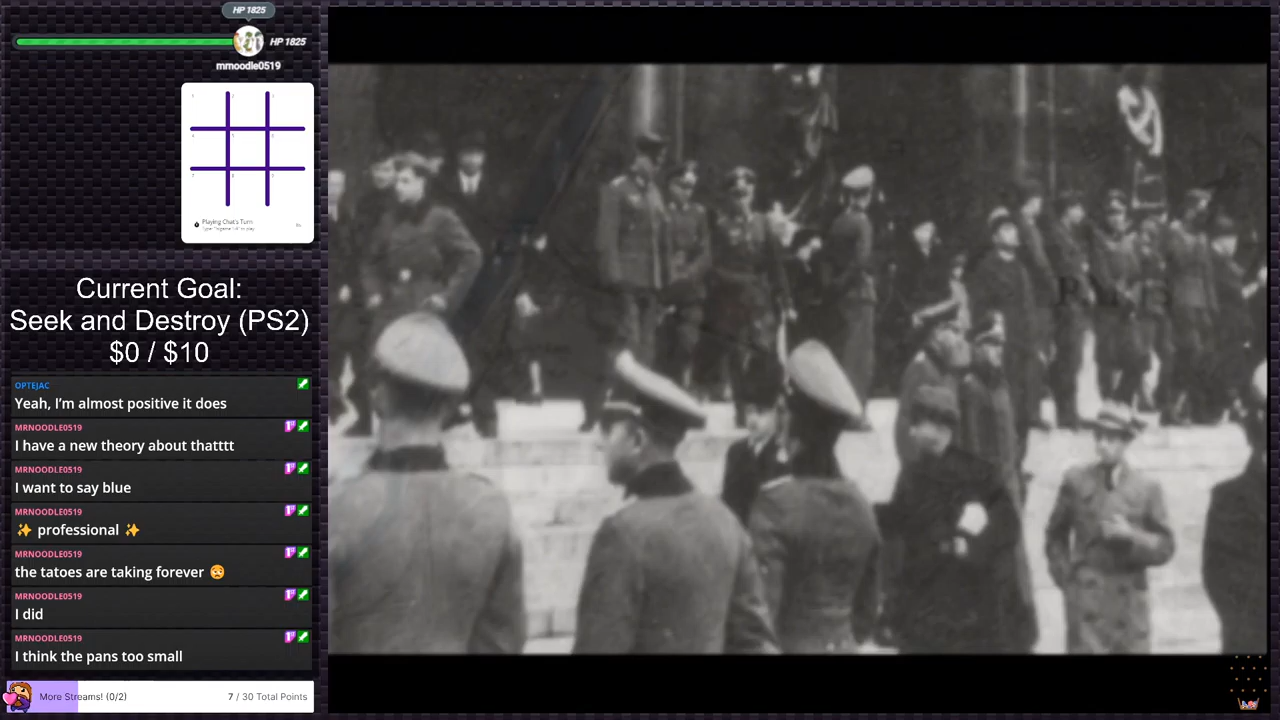 HP 1825
HP 1825
mmoodle0519
Playing Chat's Turn
Current Goal:
Seek and Destroy (PS2)
$0 / $10
OPTEJAC
Yeah, I'm almost positive it does
MRNOODLE0519
I have a new theory about thatttt
MRNOODLE0519
I want to say blue
MRNOODLE0519
✨ professional ✨
MRNOODLE0519
the tatoes are taking forever 😟
MRNOODLE0519
I did
MRNOODLE0519
I think the pans too small
More Streams! (0/2)
7 / 30 Total Points